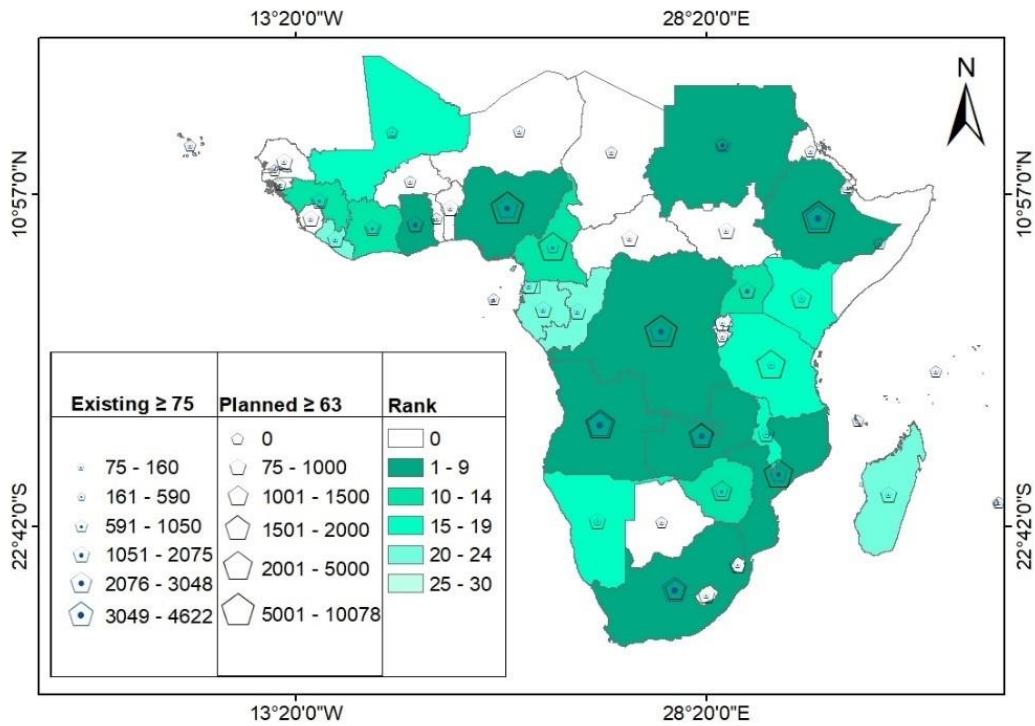 13°20'0"W 28°20'0"E
N
10°57'0"N 10°57'0"N
22°42'0"S 22°42'0"S
Existing ≥ 75 Planned ≥ 63 Rank
0 0
75 - 160 75 - 1000 1 - 9
161 - 590 1001 - 1500 10 - 14
591 - 1050 1501 - 2000 15 - 19
1051 - 2075 2001 - 5000 20 - 24
2076 - 3048 5001 - 10078 25 - 30
3049 - 4622
13°20'0"W 28°20'0"E